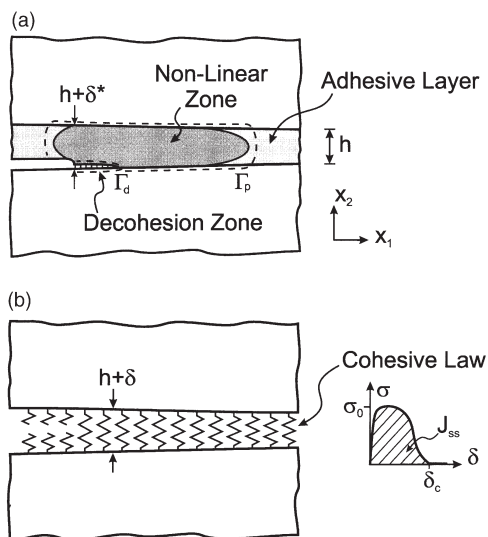 (a)
Non-Linear
Zone
h+δ*
Adhesive Layer
h
Γd
Γp
Decohesion Zone
x₂
x₁
(b)
h+δ
Cohesive Law
σ
σ₀
Jss
δ
δc